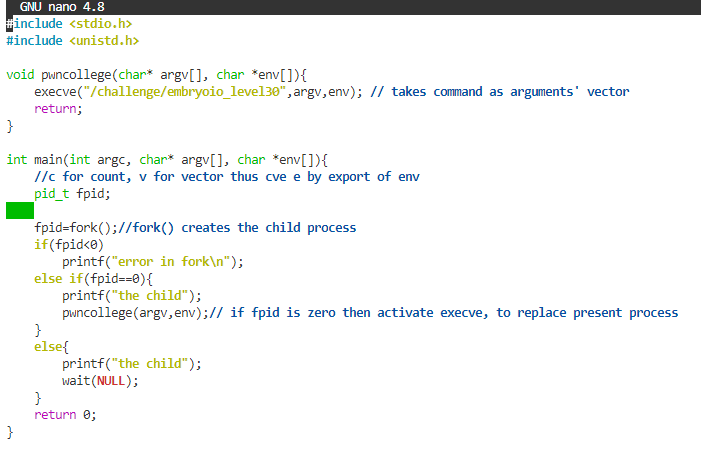 GNU nano 4.8
#include <stdio.h>
#include <unistd.h>

void pwncollege(char* argv[], char *env[]){
    execve("/challenge/embryoio_level30",argv,env); // takes command as arguments' vector
    return;
}

int main(int argc, char* argv[], char *env[]){
    //c for count, v for vector thus cve e by export of env
    pid_t fpid;

    fpid=fork();//fork() creates the child process
    if(fpid<0)
        printf("error in fork\n");
    else if(fpid==0){
        printf("the child");
        pwncollege(argv,env);// if fpid is zero then activate execve, to replace present process
    }
    else{
        printf("the child");
        wait(NULL);
    }
    return 0;
}